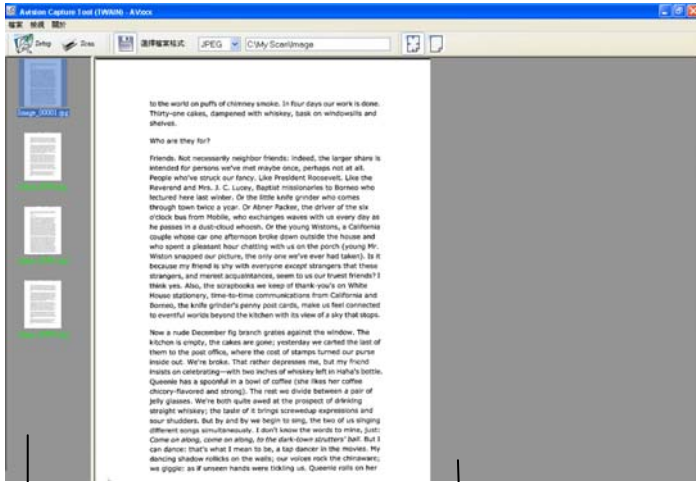 Avision Capture Tool (TWAIN) - AVxxx
檔案 檢視 關於
Setup Scan 選擇檔案格式 JPEG C:\My Scan\Image
Image_00001.jpg
to the world on puffs of chimney smoke. In four days our work is done.
Thirty-one cakes, dampened with whiskey, bask on windowsills and
shelves.
Who are they for?
Friends. Not necessarily neighbor friends: indeed, the larger share is
intended for persons we've met maybe once, perhaps not at all.
People who've struck our fancy. Like President Roosevelt. Like the
Reverend and Mrs. J. C. Lucey, Baptist missionaries to Borneo who
lectured here last winter. Or the little knife grinder who comes
through town twice a year. Or Abner Packer, the driver of the six
o'clock bus from Mobile, who exchanges waves with us every day as
he passes in a dust-cloud whoosh. Or the young Wistons, a California
couple whose car one afternoon broke down outside the house and
who spent a pleasant hour chatting with us on the porch (young Mr.
Wiston snapped our picture, the only one we've ever had taken). Is it
because my friend is shy with everyone except strangers that these
strangers, and merest acquaintances, seem to us our truest friends? I
think yes. Also, the scrapbooks we keep of thank-you's on White
House stationery, time-to-time communications from California and
Borneo, the knife grinder's penny post cards, make us feel connected
to eventful worlds beyond the kitchen with its view of a sky that stops.
Now a nude December fig branch grates against the window. The
kitchen is empty, the cakes are gone; yesterday we carted the last of
them to the post office, where the cost of stamps turned our purse
inside out. We're broke. That rather depresses me, but my friend
insists on celebrating—with two inches of whiskey left in Haha's bottle.
Queenie has a spoonful in a bowl of coffee (she likes her coffee
chicory-flavored and strong). The rest we divide between a pair of
jelly glasses. We're both quite awed at the prospect of drinking
straight whiskey; the taste of it brings screwedup expressions and
sour shudders. But by and by we begin to sing, the two of us singing
different songs simultaneously. I don't know the words to mine, just:
Come on along, come on along, to the dark-town strutters' ball. But I
can dance: that's what I mean to be, a tap dancer in the movies. My
dancing shadow rollicks on the walls; our voices rock the chinaware;
we giggle: as if unseen hands were tickling us. Queenie rolls on her